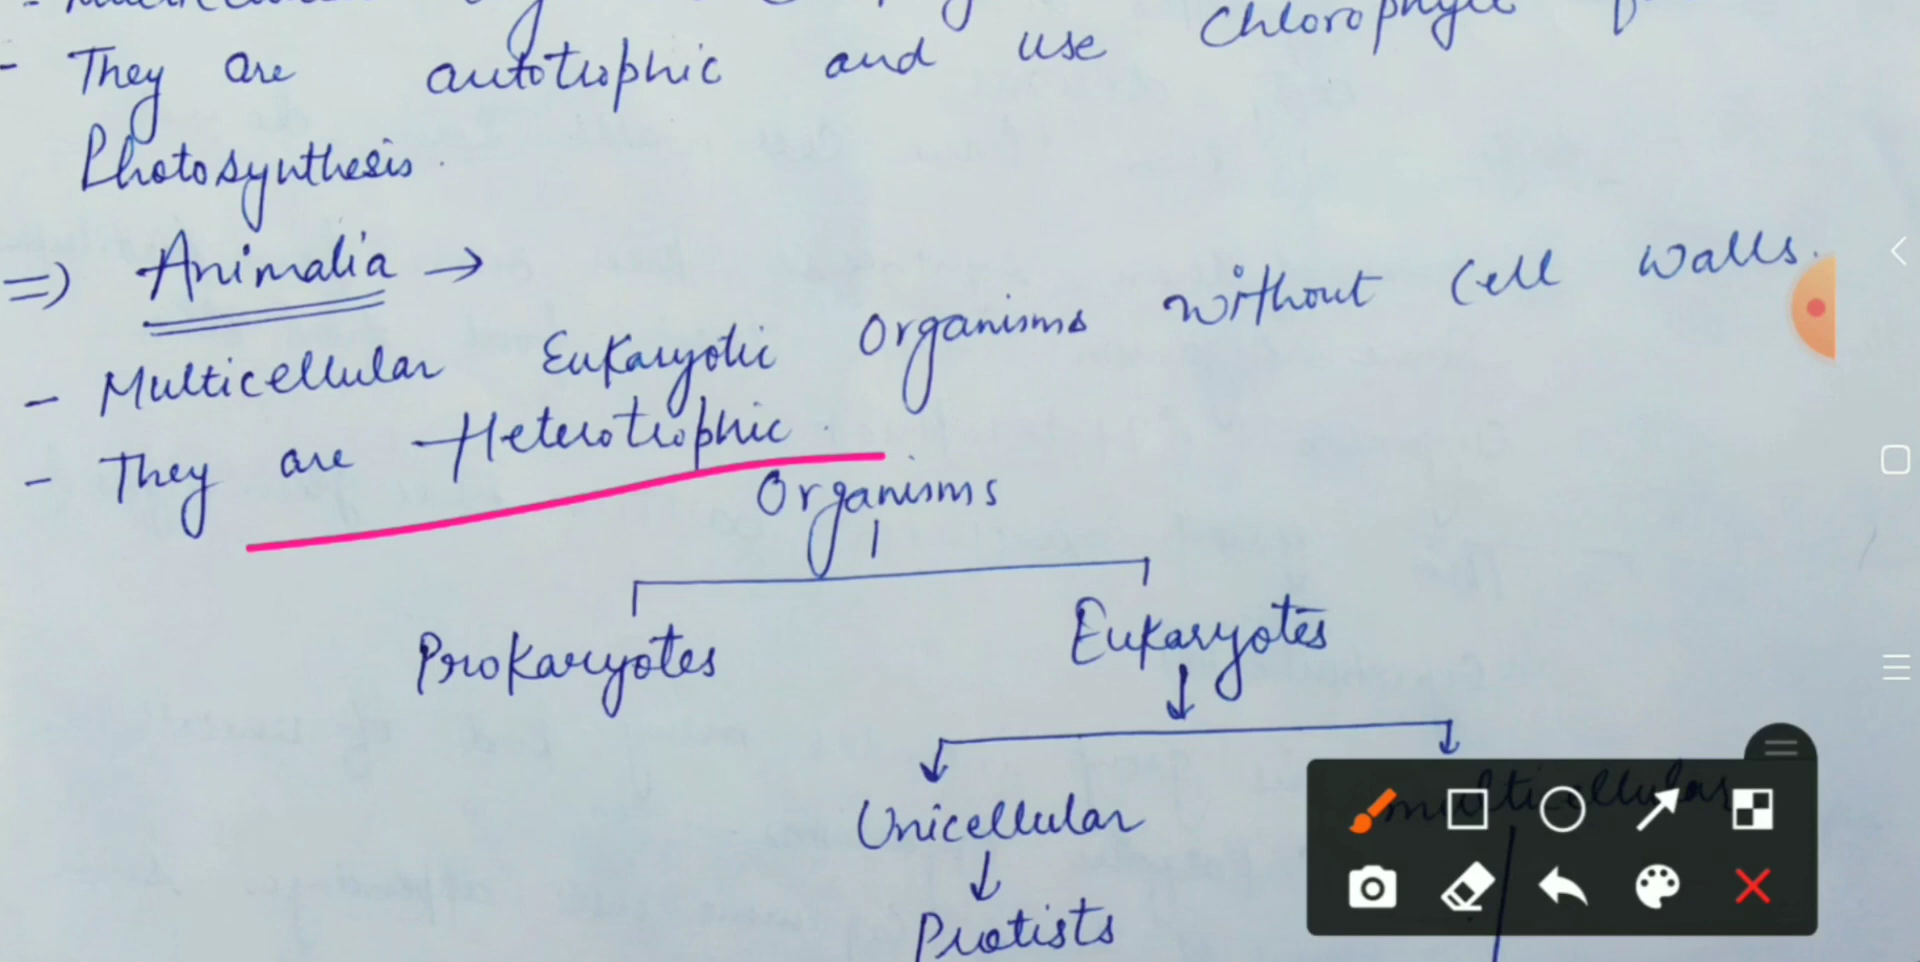 - They are autotrophic and use Chlorophyll
Photosynthesis.
=) Animalia →
- Multicellular Eukaryotic Organisms without Cell walls.
- They are Heterotrophic.
Organisms
Prokaryotes Eukaryotes
Unicellular multicellular
Protists